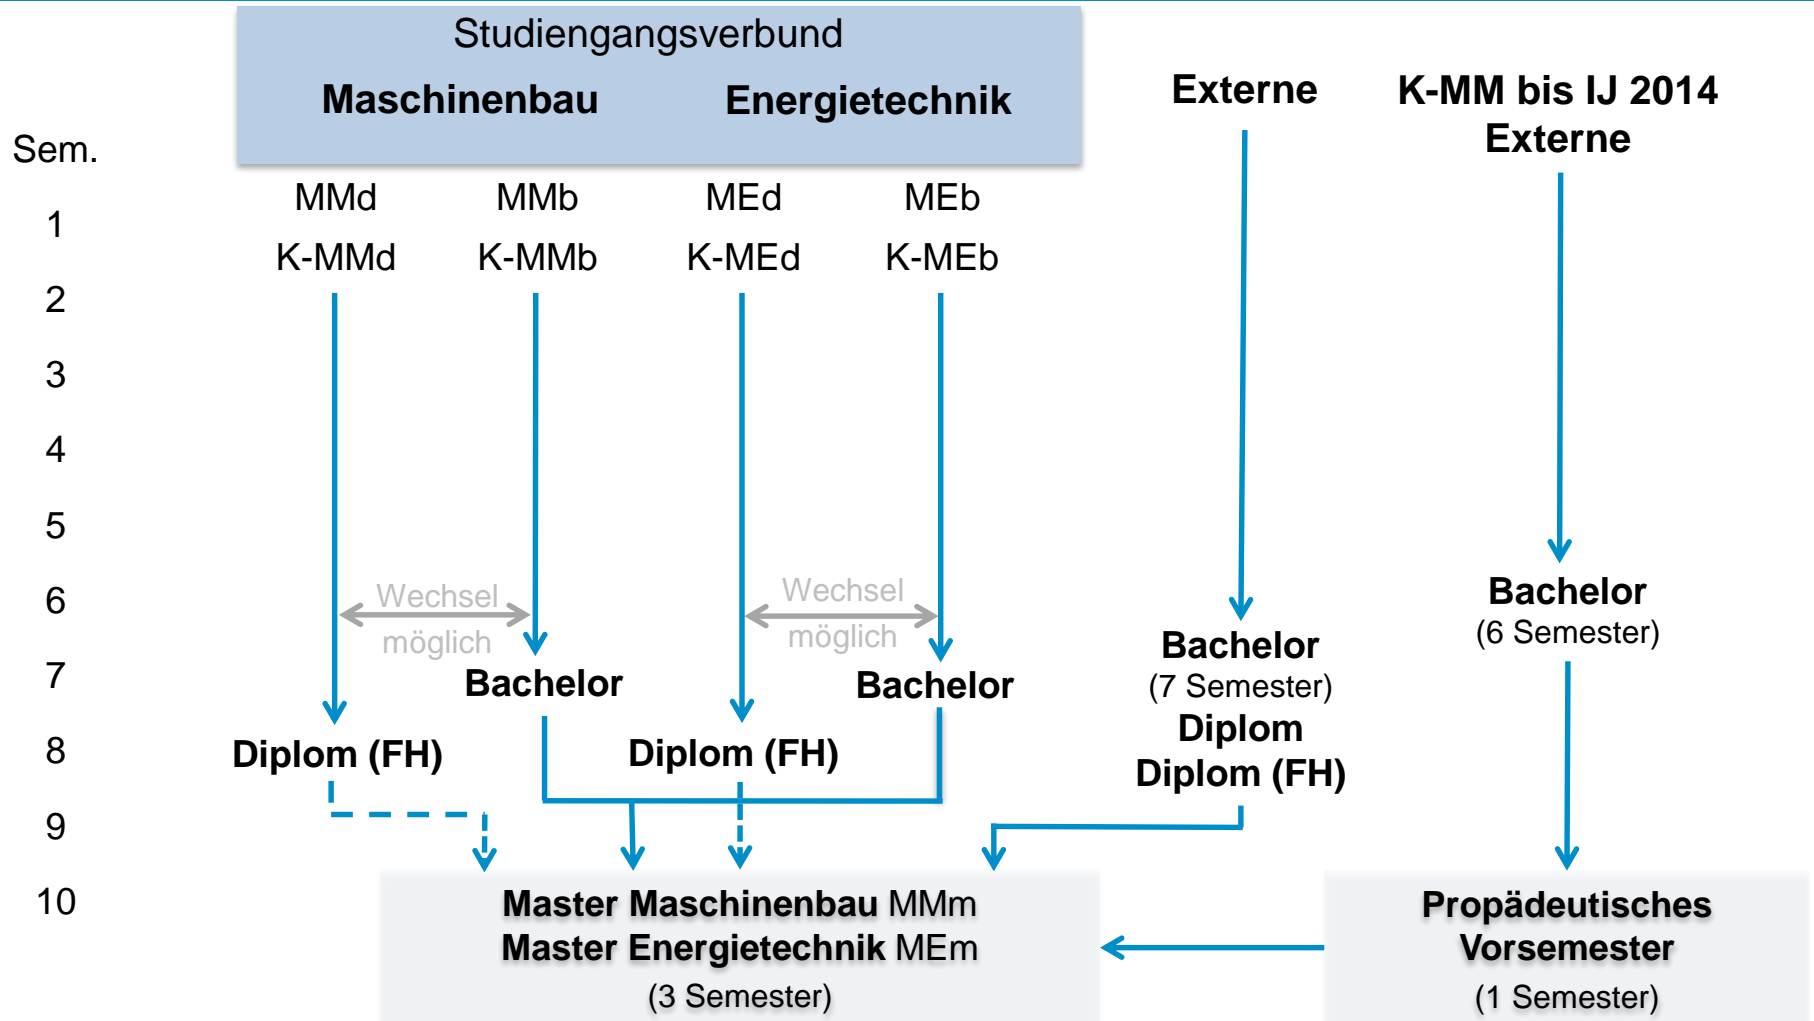 Studiengangsverbund
Maschinenbau Energietechnik
Externe
K-MM bis IJ 2014
Externe
Sem.
1
2
3
4
5
6
7
8
9
10
MMd MMb MEd MEb
K-MMd K-MMb K-MEd K-MEb
Wechsel
möglich
Wechsel
möglich
Bachelor
Bachelor
Diplom (FH)
Diplom (FH)
Bachelor
(7 Semester)
Diplom
Diplom (FH)
Bachelor
(6 Semester)
Master Maschinenbau MMm
Master Energietechnik MEm
(3 Semester)
Propädeutisches
Vorsemester
(1 Semester)